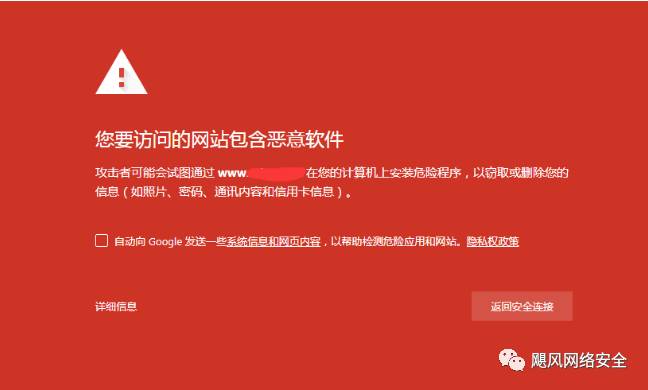 您要访问的网站包含恶意软件
攻击者可能会试图通过 www. 在您的计算机上安装危险程序，以窃取或删除您的
信息（如照片、密码、通讯内容和信用卡信息）。
自动向 Google 发送一些系统信息和网页内容，以帮助检测危险应用和网站。隐私权政策
详细信息
返回安全连接
飓风网络安全